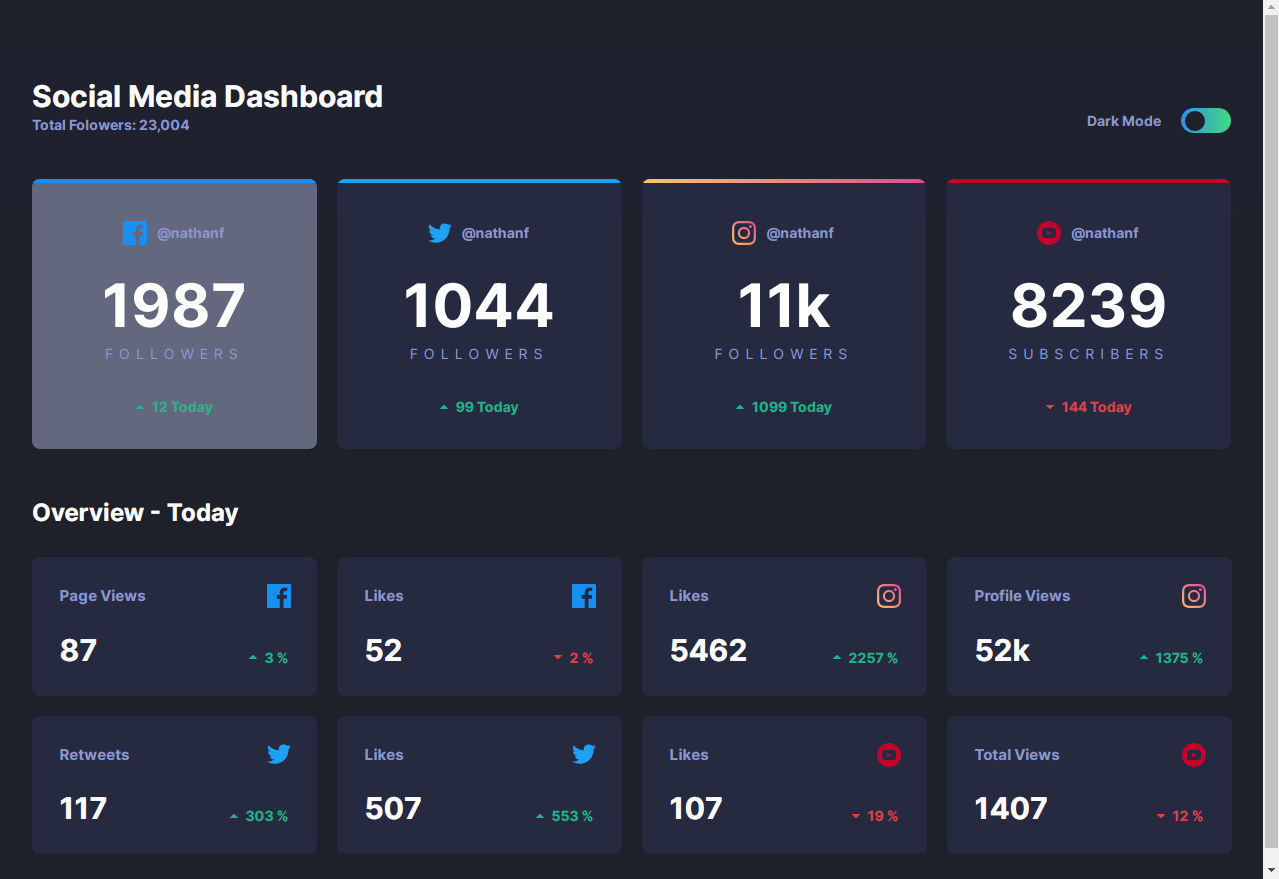 Social Media Dashboard
Total Folowers: 23,004
Dark Mode
@nathanf
1987
FOLLOWERS
12 Today
@nathanf
1044
FOLLOWERS
99 Today
@nathanf
11k
FOLLOWERS
1099 Today
@nathanf
8239
SUBSCRIBERS
144 Today
Overview - Today
Page Views
87
3 %
Likes
52
2 %
Likes
5462
2257 %
Profile Views
52k
1375 %
Retweets
117
303 %
Likes
507
553 %
Likes
107
19 %
Total Views
1407
12 %